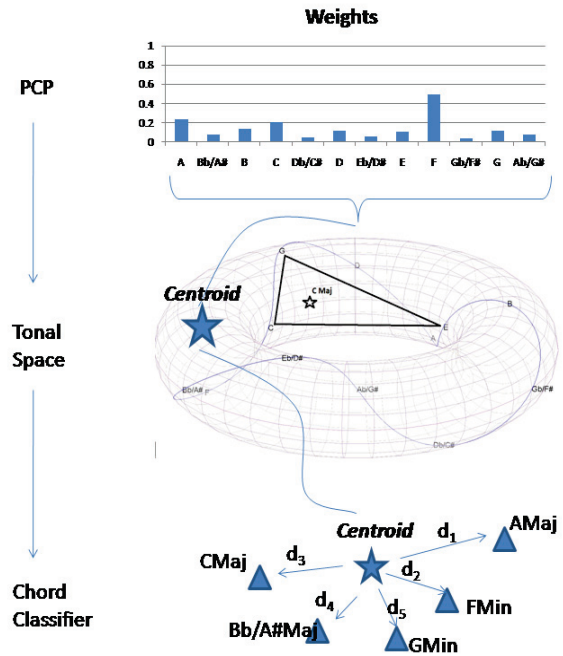 Weights
PCP
1
0.8
0.6
0.4
0.2
0
A Bb/A# B C Db/C# D Eb/D# E F Gb/F# G Ab/G#
G
D
C Maj
Centroid
B
C
E
A
Tonal
Space
Eb/D#
Bb/A# F
Ab/G#
Gb/F#
Db/C#
Centroid
AMaj
d1
CMaj
d3
d2
Chord
Classifier
d4
d5
FMin
Bb/A#Maj
GMin